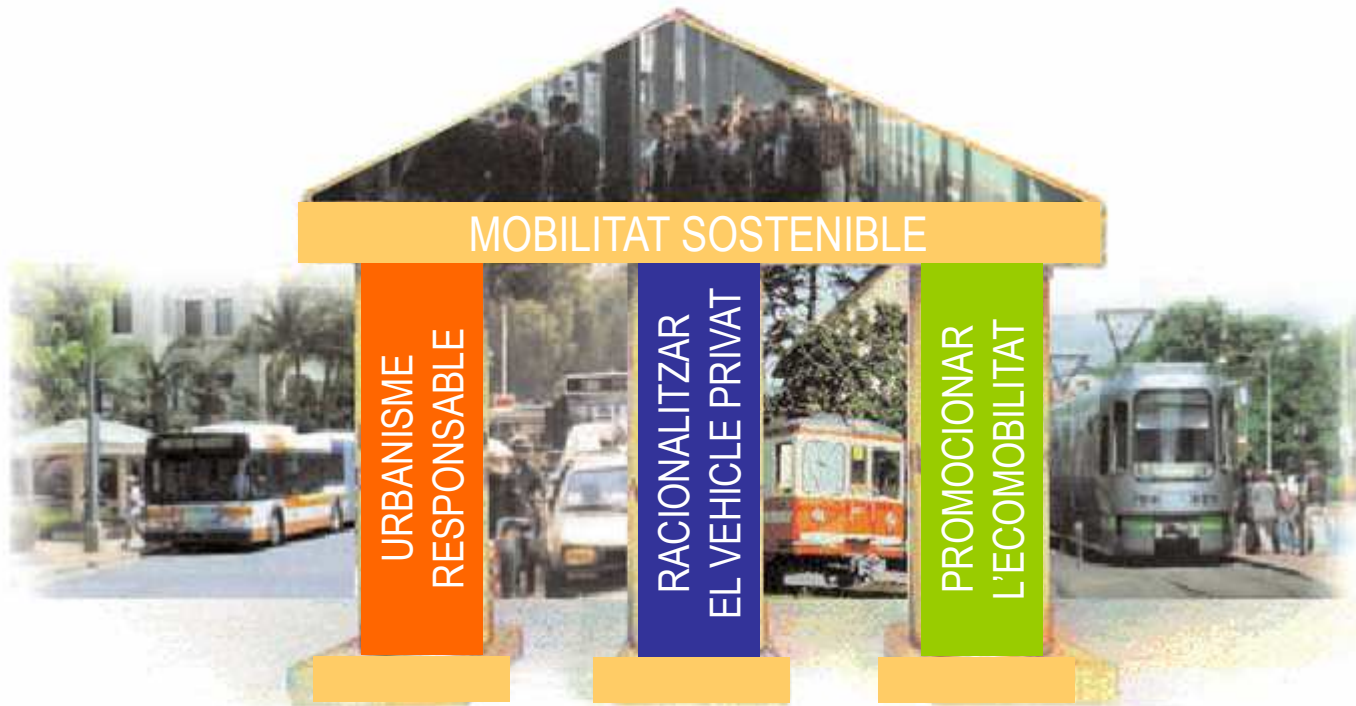 MOBILITAT SOSTENIBLE
URBANISME
RESPONSABLE
RACIONALITZAR
EL VEHICLE PRIVAT
PROMOCIONAR
L'ECOMOBILITAT